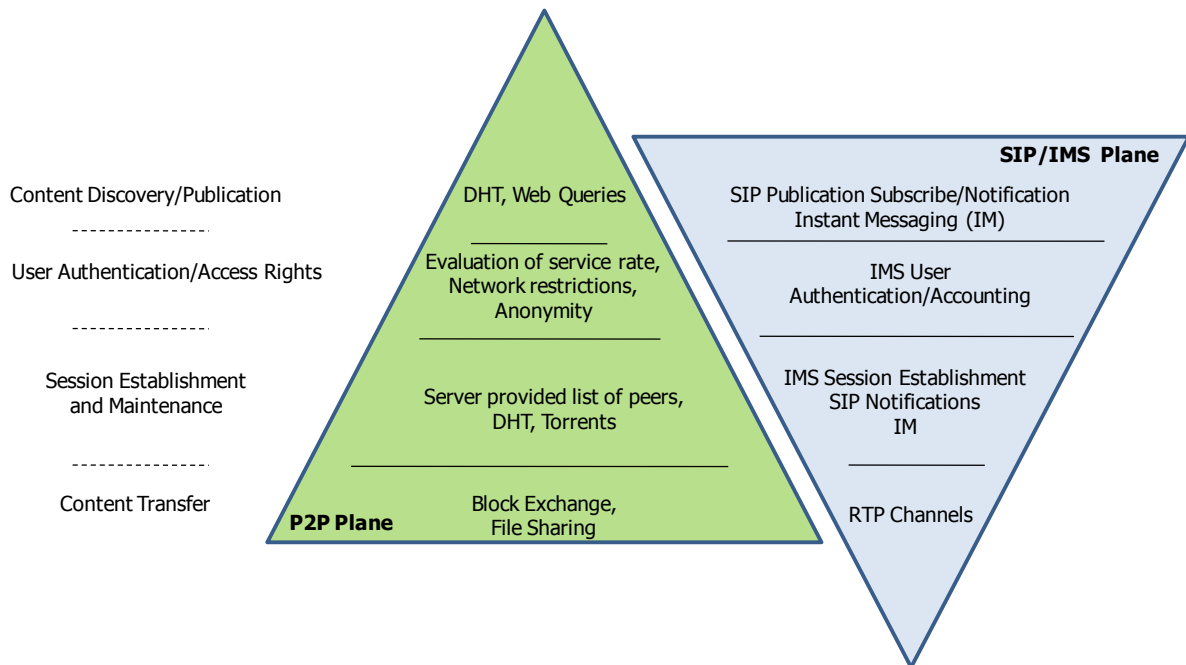 SIP/IMS Plane
Content Discovery/Publication
DHT, Web Queries
SIP Publication Subscribe/Notification
Instant Messaging (IM)
User Authentication/Access Rights
Evaluation of service rate,
Network restrictions,
Anonymity
IMS User
Authentication/Accounting
Session Establishment
and Maintenance
Server provided list of peers,
DHT, Torrents
IMS Session Establishment
SIP Notifications
IM
Content Transfer
P2P Plane
Block Exchange,
File Sharing
RTP Channels